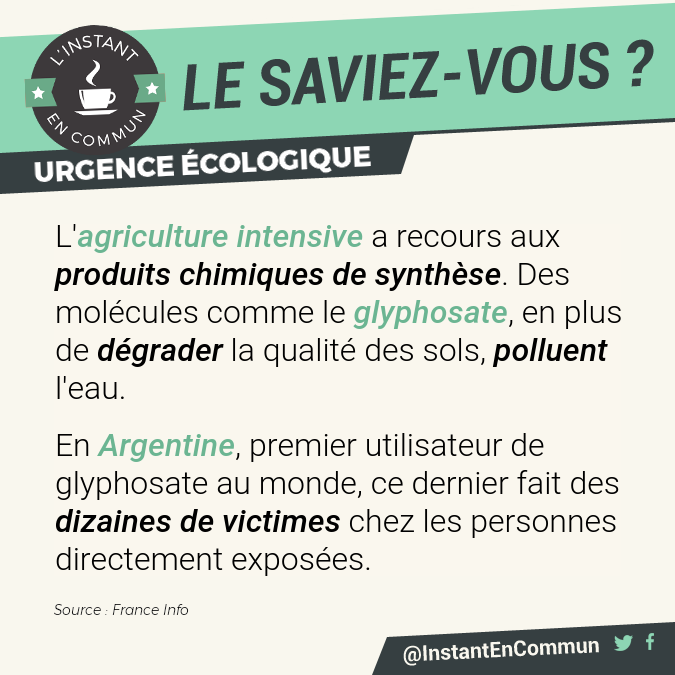 L'INSTANT
EN COMMUN
LE SAVIEZ-VOUS ?
URGENCE ÉCOLOGIQUE
L'agriculture intensive a recours aux
produits chimiques de synthèse. Des
molécules comme le glyphosate, en plus
de dégrader la qualité des sols, polluent
l'eau.
En Argentine, premier utilisateur de
glyphosate au monde, ce dernier fait des
dizaines de victimes chez les personnes
directement exposées.
Source : France Info
@InstantEnCommun